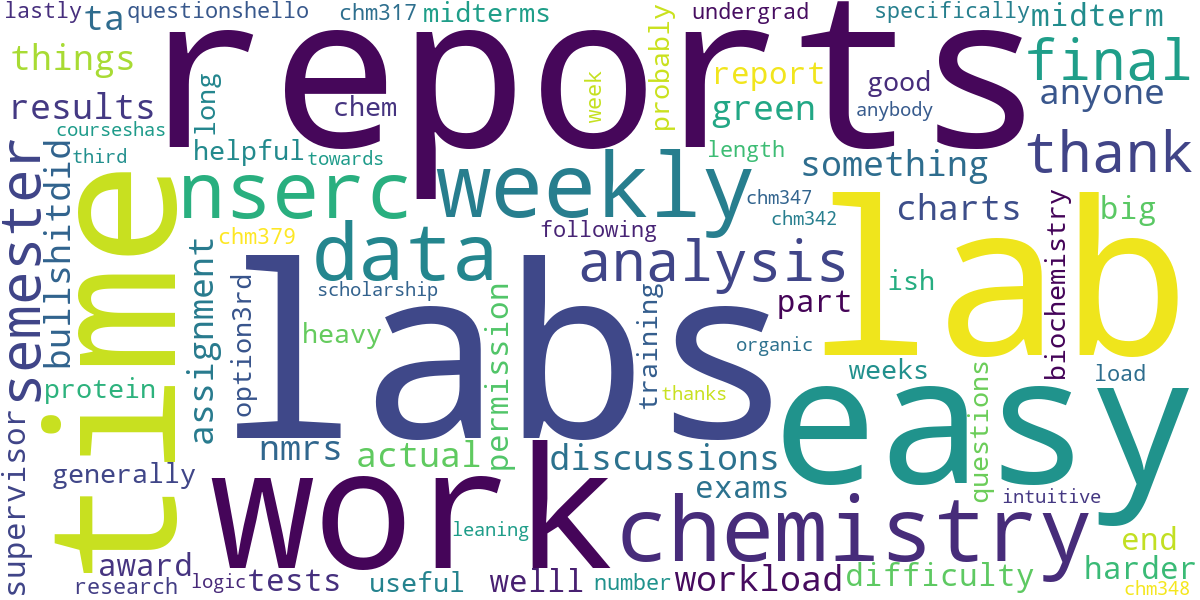 lastly
ta
questionshello
chm317
midterms
undergrad
specifically
midterm
things
reports
week
probably
report
good
final
results
long
chem
green
anybody
anyone
courseshas
third
helpful
towards
length
something
thank
semester
bullshitdid
time
nserc
weekly
chm347
chm342
charts
biochemistry
big
chm379
data
following
analysis
part
ish
lab
scholarship
labs
organic
assignment
option3rd
heavy
permission
training
weeks
load
protein
thanks
easy
supervisor
generally
nmrs
actual
discussions
exams
questions
intuitive
work
leaning
chemistry
end
award
research
logic
tests
useful
welll
number
workload
difficulty
harder
chm348